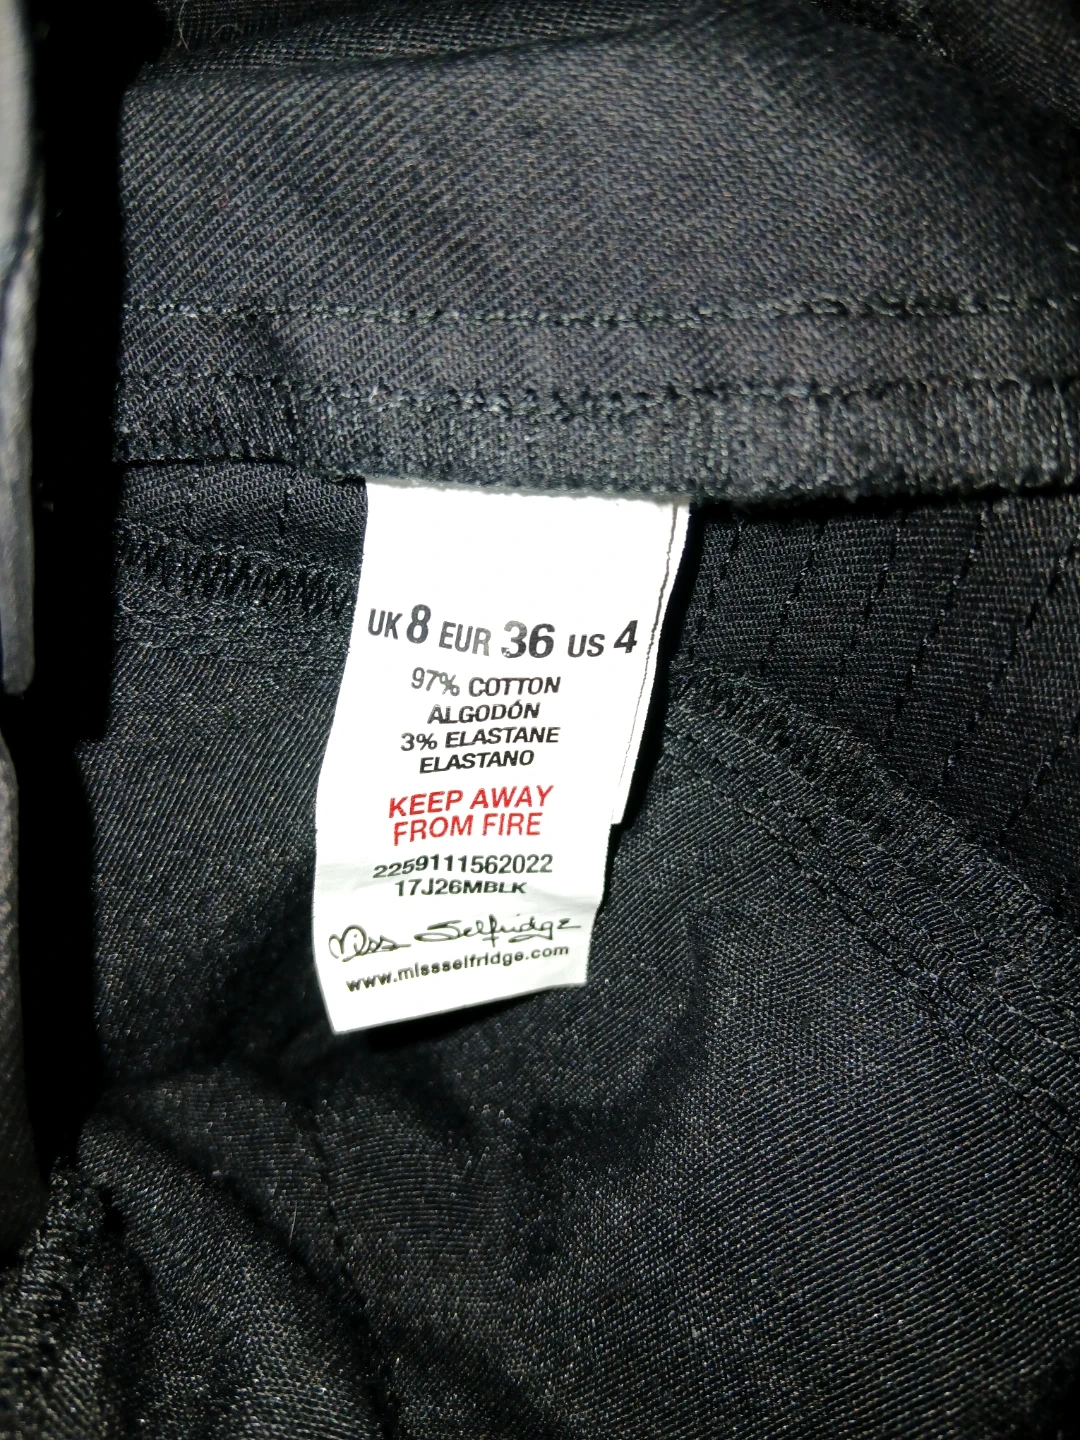 UK 8 EUR 36 US 4
97% COTTON
ALGODÓN
3% ELASTANE
ELASTANO
KEEP AWAY
FROM FIRE
2259111562022
17J26MBLK
Miss Selfridge
www.missselfridge.com